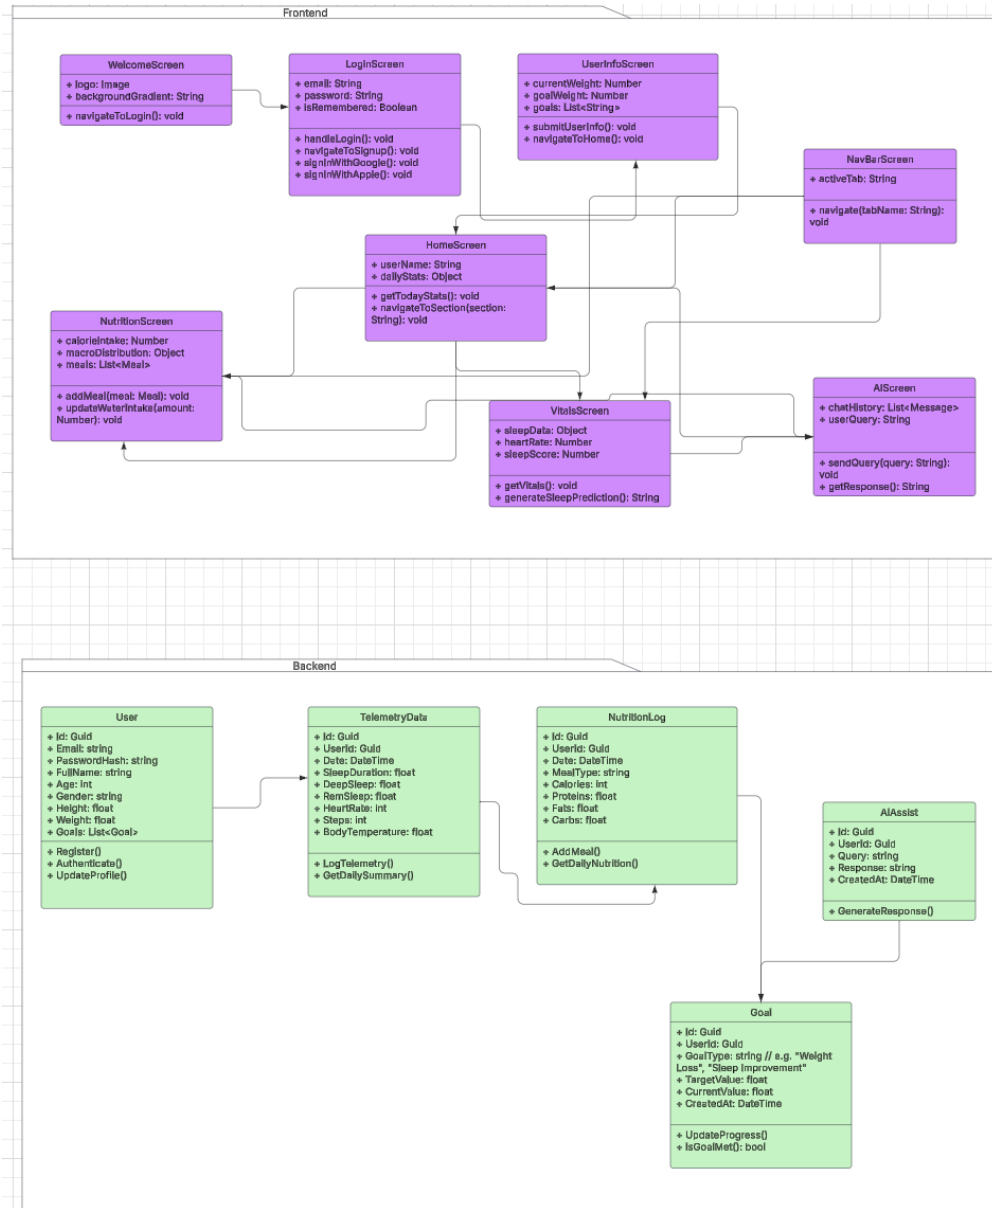 Frontend
WelcomeScreen
+ logo: Image
+ backgroundGradient: String
+ navigateToLogin(): void
LoginScreen
+ email: String
+ password: String
+ isRemembered: Boolean
+ handleLogin(): void
+ navigateToSignup(): void
+ signInWithGoogle(): void
+ signInWithApple(): void
UserInfoScreen
+ currentWeight: Number
+ goalWeight: Number
+ goals: List<String>
+ submitUserInfo(): void
+ navigateToHome(): void
NavBarScreen
+ activeTab: String
+ navigate(tabName: String):
void
HomeScreen
+ userName: String
+ dailyStats: Object
+ getTodayStats(): void
+ navigateToSection(section:
String): void
NutritionScreen
+ calorieIntake: Number
+ macroDistribution: Object
+ meals: List<Meal>
+ addMeal(meal: Meal): void
+ updateWaterIntake(amount:
Number): void
VitalsScreen
+ sleepData: Object
+ heartRate: Number
+ sleepScore: Number
+ getVitals(): void
+ generateSleepPrediction(): String
AIScreen
+ chatHistory: List<Message>
+ userQuery: String
+ sendQuery(query: String):
void
+ getResponse(): String
Backend
User
+ Id: Guid
+ Email: string
+ PasswordHash: string
+ FullName: string
+ Age: int
+ Gender: string
+ Height: float
+ Weight: float
+ Goals: List<Goal>
+ Register()
+ Authenticate()
+ UpdateProfile()
TelemetryData
+ Id: Guid
+ UserId: Guid
+ Date: DateTime
+ SleepDuration: float
+ DeepSleep: float
+ RemSleep: float
+ HeartRate: int
+ Steps: int
+ BodyTemperature: float
+ LogTelemetry()
+ GetDailySummary()
NutritionLog
+ Id: Guid
+ UserId: Guid
+ Date: DateTime
+ MealType: string
+ Calories: int
+ Proteins: float
+ Fats: float
+ Carbs: float
+ AddMeal()
+ GetDailyNutrition()
AIAssist
+ Id: Guid
+ UserId: Guid
+ Query: string
+ Response: string
+ CreatedAt: DateTime
+ GenerateResponse()
Goal
+ Id: Guid
+ UserId: Guid
+ GoalType: string // e.g. "Weight
Loss", "Sleep Improvement"
+ TargetValue: float
+ CurrentValue: float
+ CreatedAt: DateTime
+ UpdateProgress()
+ IsGoalMet(): bool